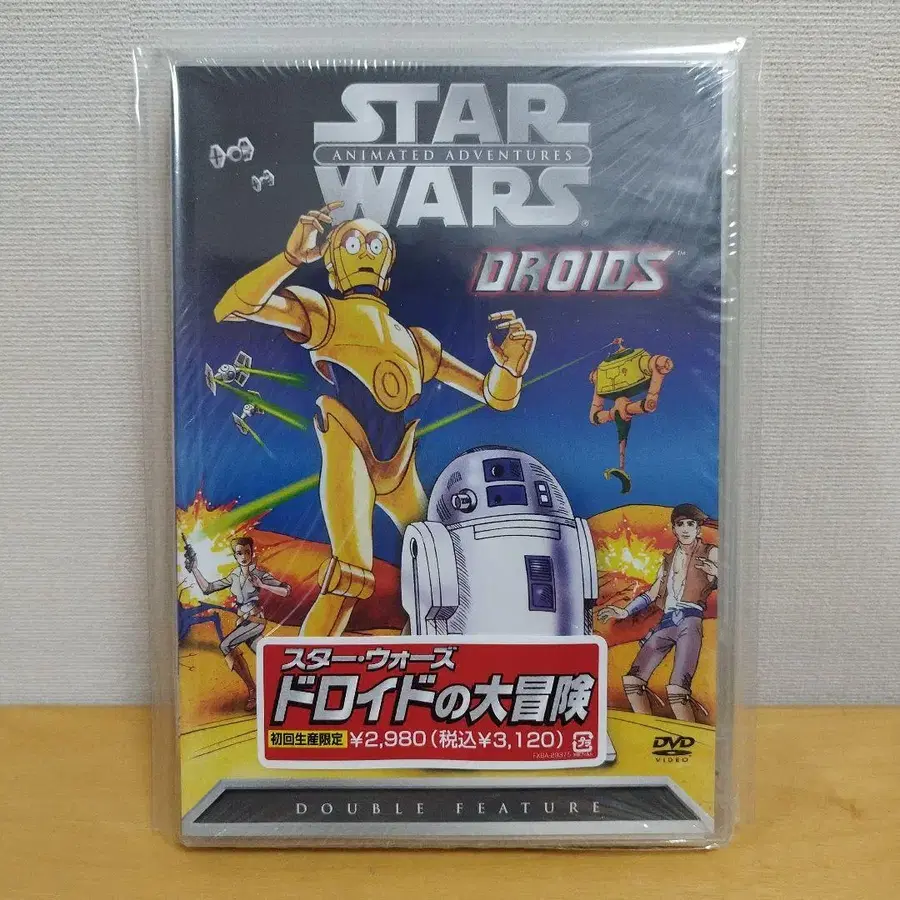 STAR
ANIMATED ADVENTURES
WARS
DROIDS™
スター・ウォーズ
ドロイドの大冒険
初回生産限定 ¥2,980(税込¥3,120)
DVD
VIDEO
DOUBLE FEATURE